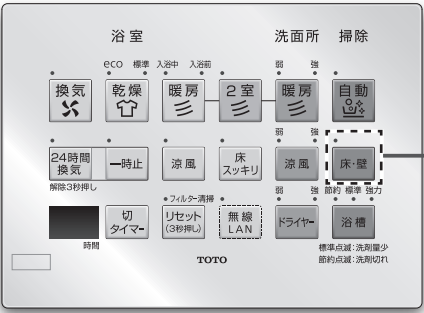 浴室 洗面所 掃除
eco 標準 入浴中 入浴前 弱 強
換気 乾燥 暖房 2室 暖房 自動
弱 強
24時間換気 一時止 涼風 床スッキリ 涼風 床・壁
解除3秒押し
フィルター清掃 弱 強 節約 標準 強力
切タイマー リセット(3秒押し) 無線LAN ドライヤー 浴槽
時間
標準点滅:洗剤量少
節約点滅:洗剤切れ
TOTO